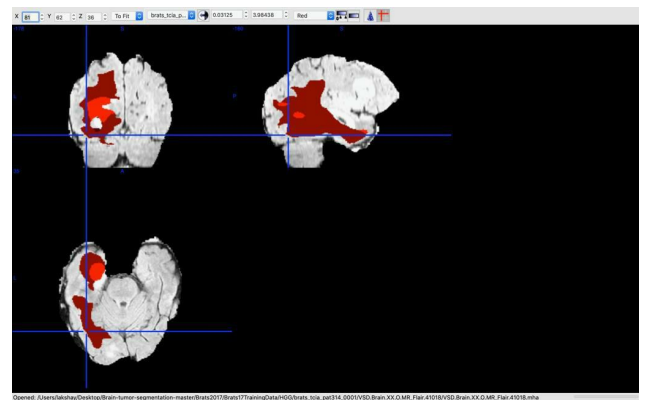 X 81 Y 62 Z 36 To Fit brats_tcia_p... 0.03125 3.98438 Red
Opened: /Users/lakshay/Desktop/Brain-tumor-segmentation-master/Brats2017/Brats17TrainingData/HGG/brats_tcia_pat314_0001/VSD.Brain.XX.O.MR_Flair.41018/VSD.Brain.XX.O.MR_Flair.41018.mha